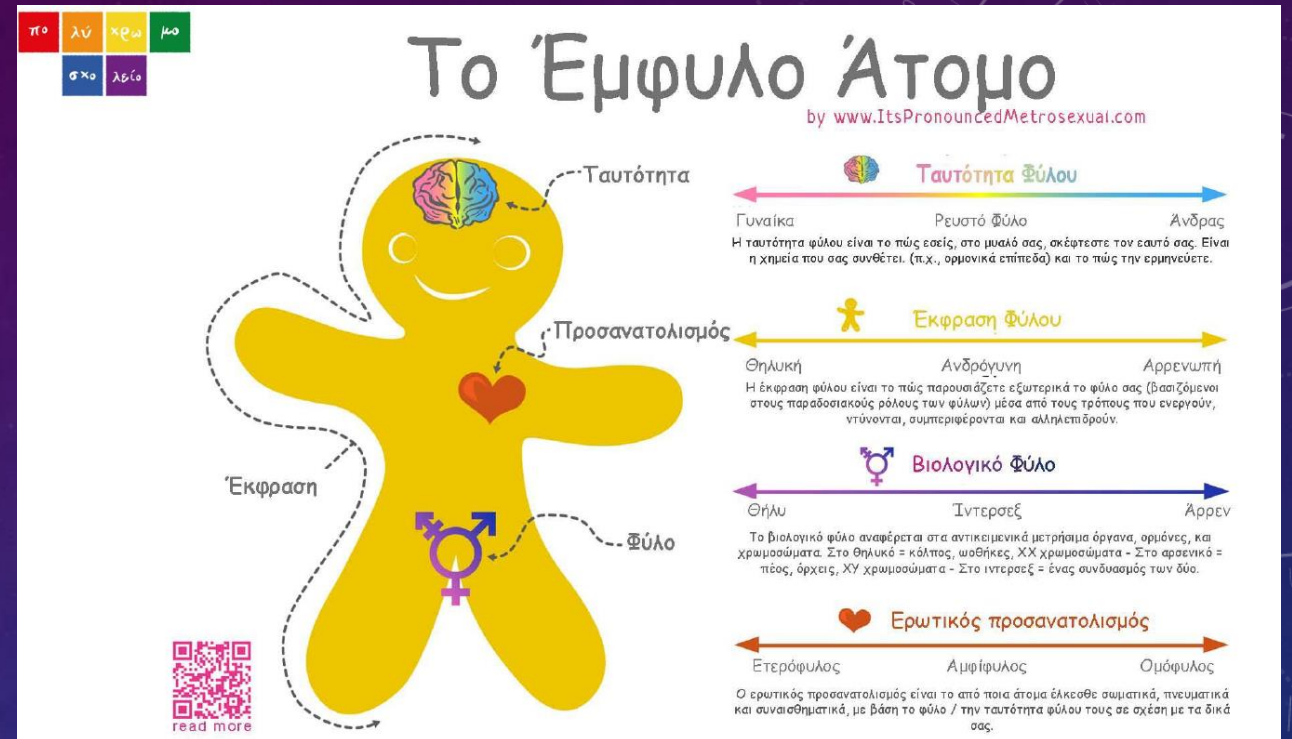 πο λύ χρω μο
σχο λείο
Το Έμφυλο Άτομο
by www.ItsPronouncedMetrosexual.com
Ταυτότητα
Προσανατολισμός
Έκφραση
Φύλο
read more
Ταυτότητα Φύλου
Γυναίκα Ρευστό Φύλο Άνδρας
Η ταυτότητα φύλου είναι το πώς εσείς, στο μυαλό σας, σκέφτεστε τον εαυτό σας. Είναι
η χημεία που σας συνθέτει. (π.χ., ορμονικά επίπεδα) και το πώς την ερμηνεύετε.
Έκφραση Φύλου
Θηλυκή Ανδρόγυνη Αρρενωπή
Η έκφραση φύλου είναι το πώς παρουσιάζετε εξωτερικά το φύλο σας (βασιζόμενοι
στους παραδοσιακούς ρόλους των φύλων) μέσα από τους τρόπους που ενεργούν,
ντύνονται, συμπεριφέρονται και αλληλεπιδρούν.
Βιολογικό Φύλο
Θήλυ Ίντερσεξ Άρρεν
Το βιολογικό φύλο αναφέρεται στα αντικειμενικά μετρήσιμα όργανα, ορμόνες, και
χρωμοσώματα. Στο θηλυκό = κόλπος, ωοθήκες, ΧΧ χρωμοσώματα - Στο αρσενικό =
πέος, όρχεις, ΧΥ χρωμοσώματα - Στο ιντερσεξ = ένας συνδυασμός των δύο.
Ερωτικός προσανατολισμός
Ετερόφυλος Αμφίφυλος Ομόφυλος
Ο ερωτικός προσανατολισμός είναι το από ποια άτομα έλκεσθε σωματικά, πνευματικά
και συναισθηματικά, με βάση το φύλο / την ταυτότητα φύλου τους σε σχέση με τα δικά
σας.